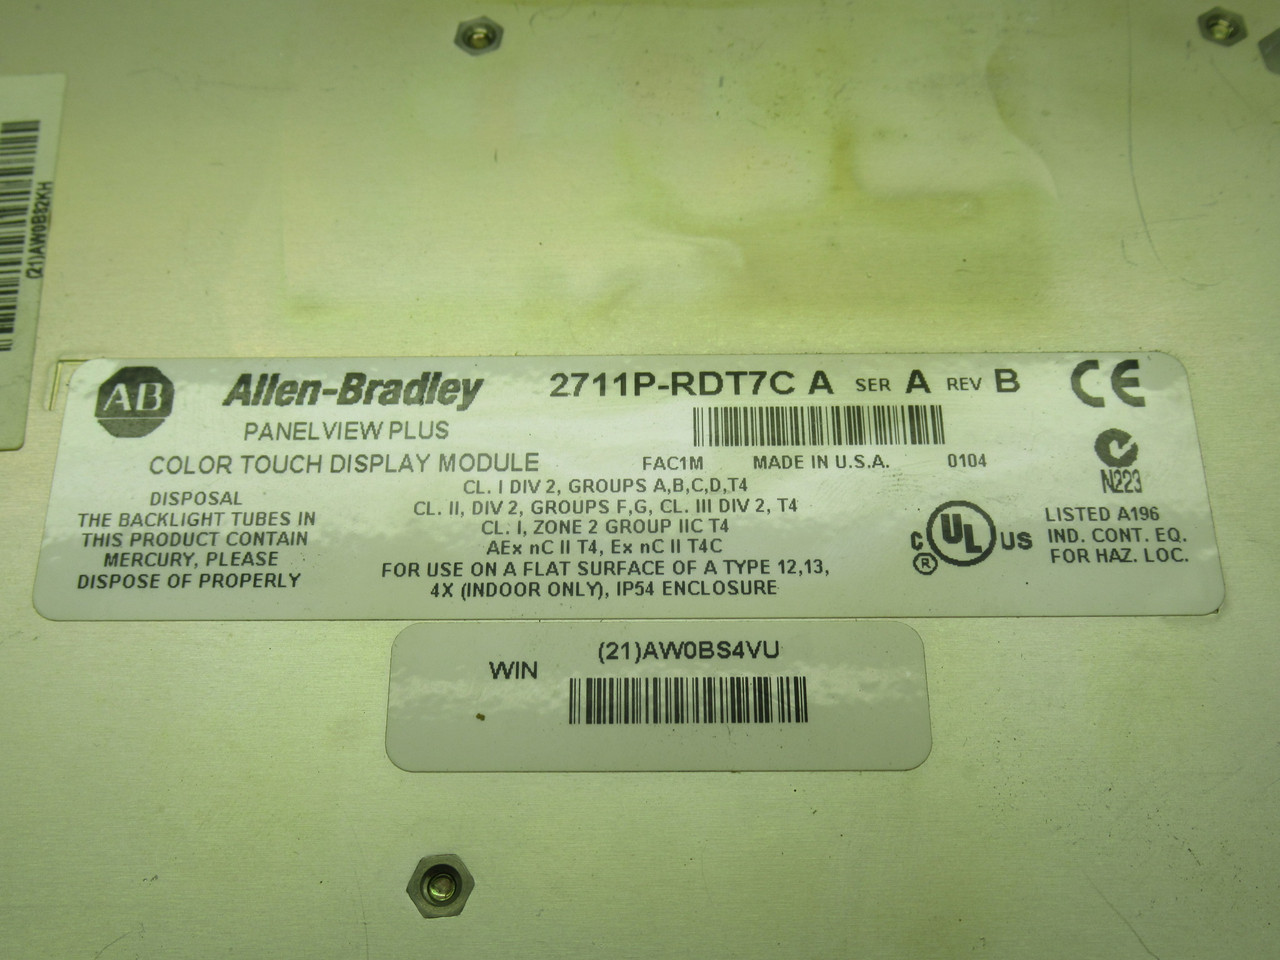 (21)AW0B82KH
AB Allen-Bradley 2711P-RDT7C A SER A REV B CE
PANELVIEW PLUS
COLOR TOUCH DISPLAY MODULE FAC1M MADE IN U.S.A. 0104
N223
DISPOSAL
THE BACKLIGHT TUBES IN
THIS PRODUCT CONTAIN
MERCURY, PLEASE
DISPOSE OF PROPERLY
CL. I DIV 2, GROUPS A,B,C,D,T4
CL. II, DIV 2, GROUPS F,G, CL. III DIV 2, T4
CL. I, ZONE 2 GROUP IIC T4
AEx nC II T4, Ex nC II T4C
FOR USE ON A FLAT SURFACE OF A TYPE 12,13,
4X (INDOOR ONLY), IP54 ENCLOSURE
C UL US ®
LISTED A196
IND. CONT. EQ.
FOR HAZ. LOC.
(21)AW0BS4VU
WIN